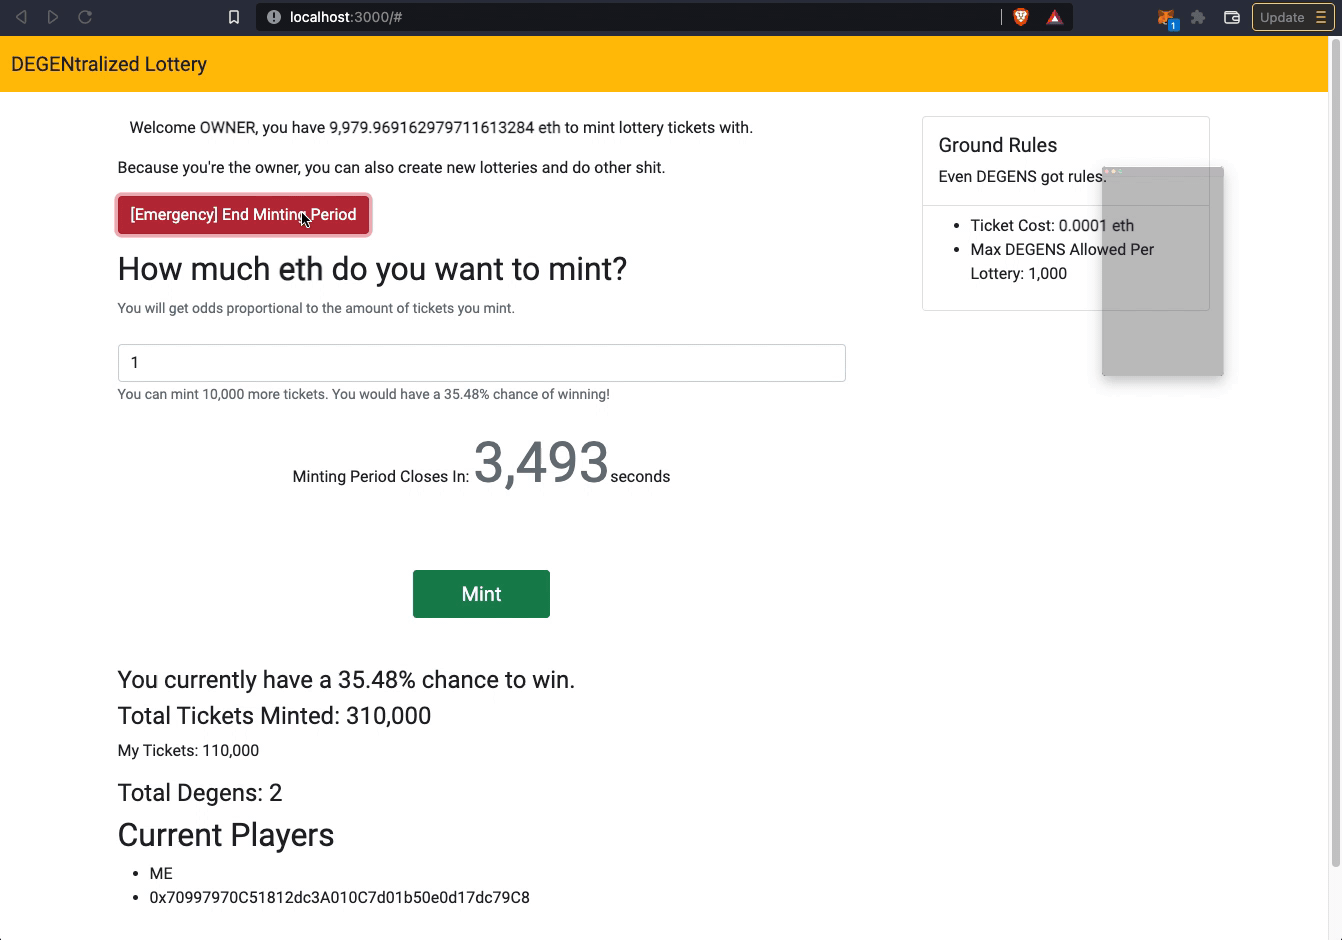 localhost:3000/#
1
Update
DEGENtralized Lottery
Welcome OWNER, you have 9,979.969162979711613284 eth to mint lottery tickets with.
Because you're the owner, you can also create new lotteries and do other shit.
[Emergency] End Minting Period
How much eth do you want to mint?
You will get odds proportional to the amount of tickets you mint.
1
You can mint 10,000 more tickets. You would have a 35.48% chance of winning!
Minting Period Closes In: 3,493 seconds
Mint
You currently have a 35.48% chance to win.
Total Tickets Minted: 310,000
My Tickets: 110,000
Total Degens: 2
Current Players
ME
0x70997970C51812dc3A010C7d01b50e0d17dc79C8
Ground Rules
Even DEGENS got rules.
Ticket Cost: 0.0001 eth
Max DEGENS Allowed Per
Lottery: 1,000